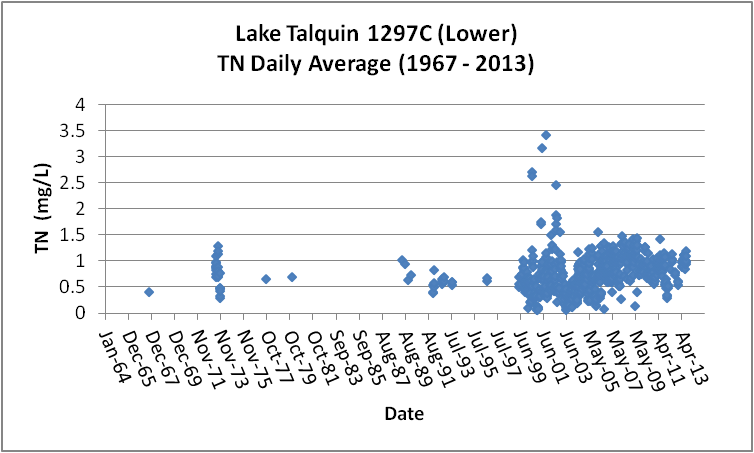 Lake Talquin 1297C (Lower)
TN Daily Average (1967 - 2013)
TN (mg/L)
4
3.5
3
2.5
2
1.5
1
0.5
0
Jan-64
Dec-65
Dec-67
Dec-69
Nov-71
Nov-73
Nov-75
Oct-77
Oct-79
Oct-81
Sep-83
Sep-85
Aug-87
Aug-89
Aug-91
Jul-93
Jul-95
Jul-97
Jun-99
Jun-01
Jun-03
May-05
May-07
May-09
Apr-11
Apr-13
Date